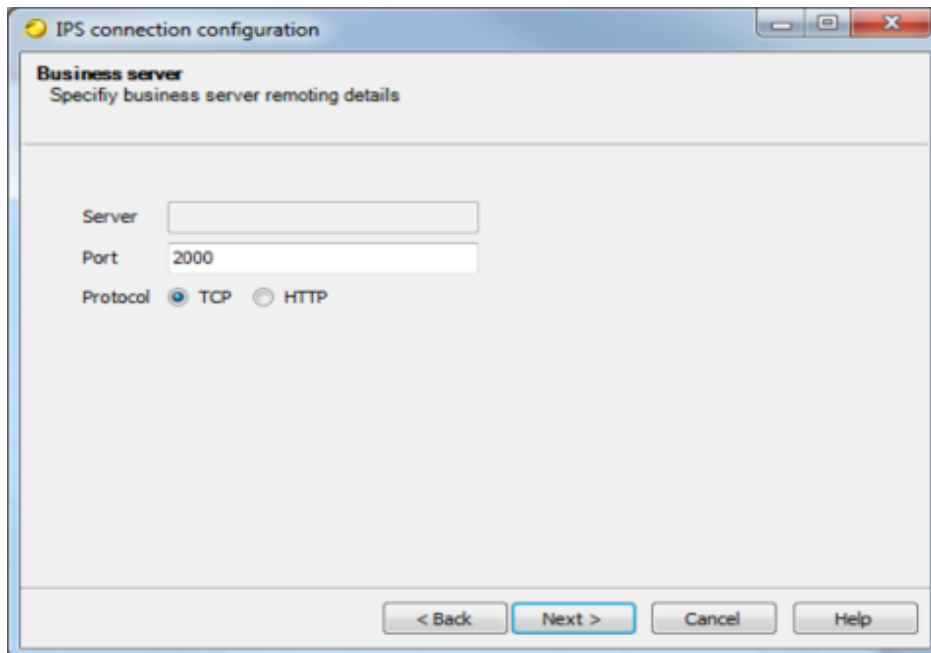 IPS connection configuration
Business server
Specifiy business server remoting details
Server
Port 2000
Protocol TCP HTTP
< Back Next > Cancel Help